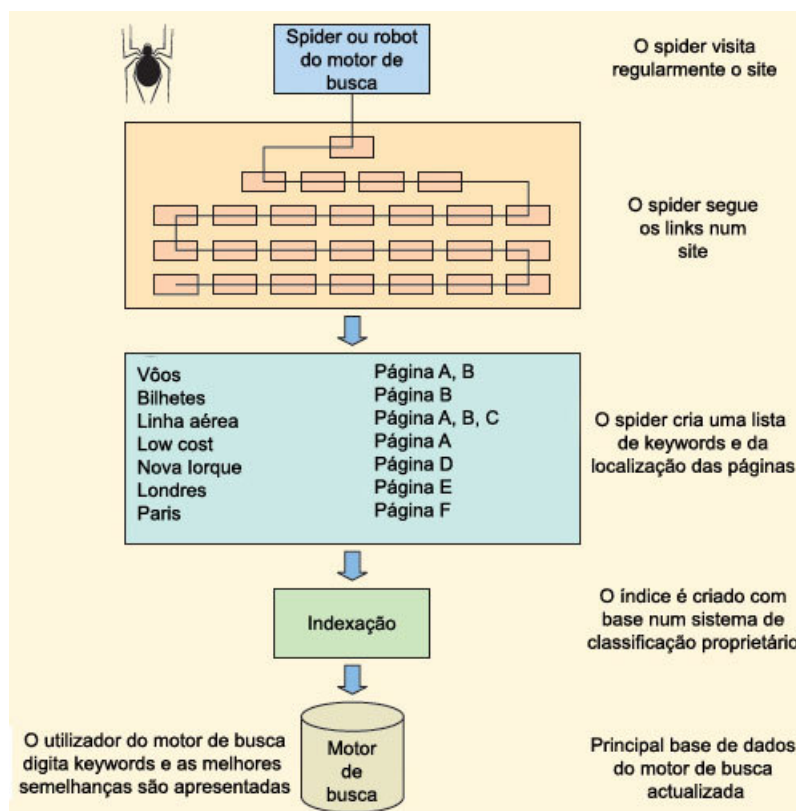 Spider ou robot
do motor de
busca
O spider visita
regularmente o site
O spider segue
os links num
site
Vôos Página A, B
Bilhetes Página B
Linha aérea Página A, B, C
Low cost Página A
Nova Iorque Página D
Londres Página E
Paris Página F
O spider cria uma lista
de keywords e da
localização das páginas
Indexação
O índice é criado com
base num sistema de
classificação proprietário
O utilizador do motor de busca
digita keywords e as melhores
semelhanças são apresentadas
Motor
de
busca
Principal base de dados
do motor de busca
actualizada